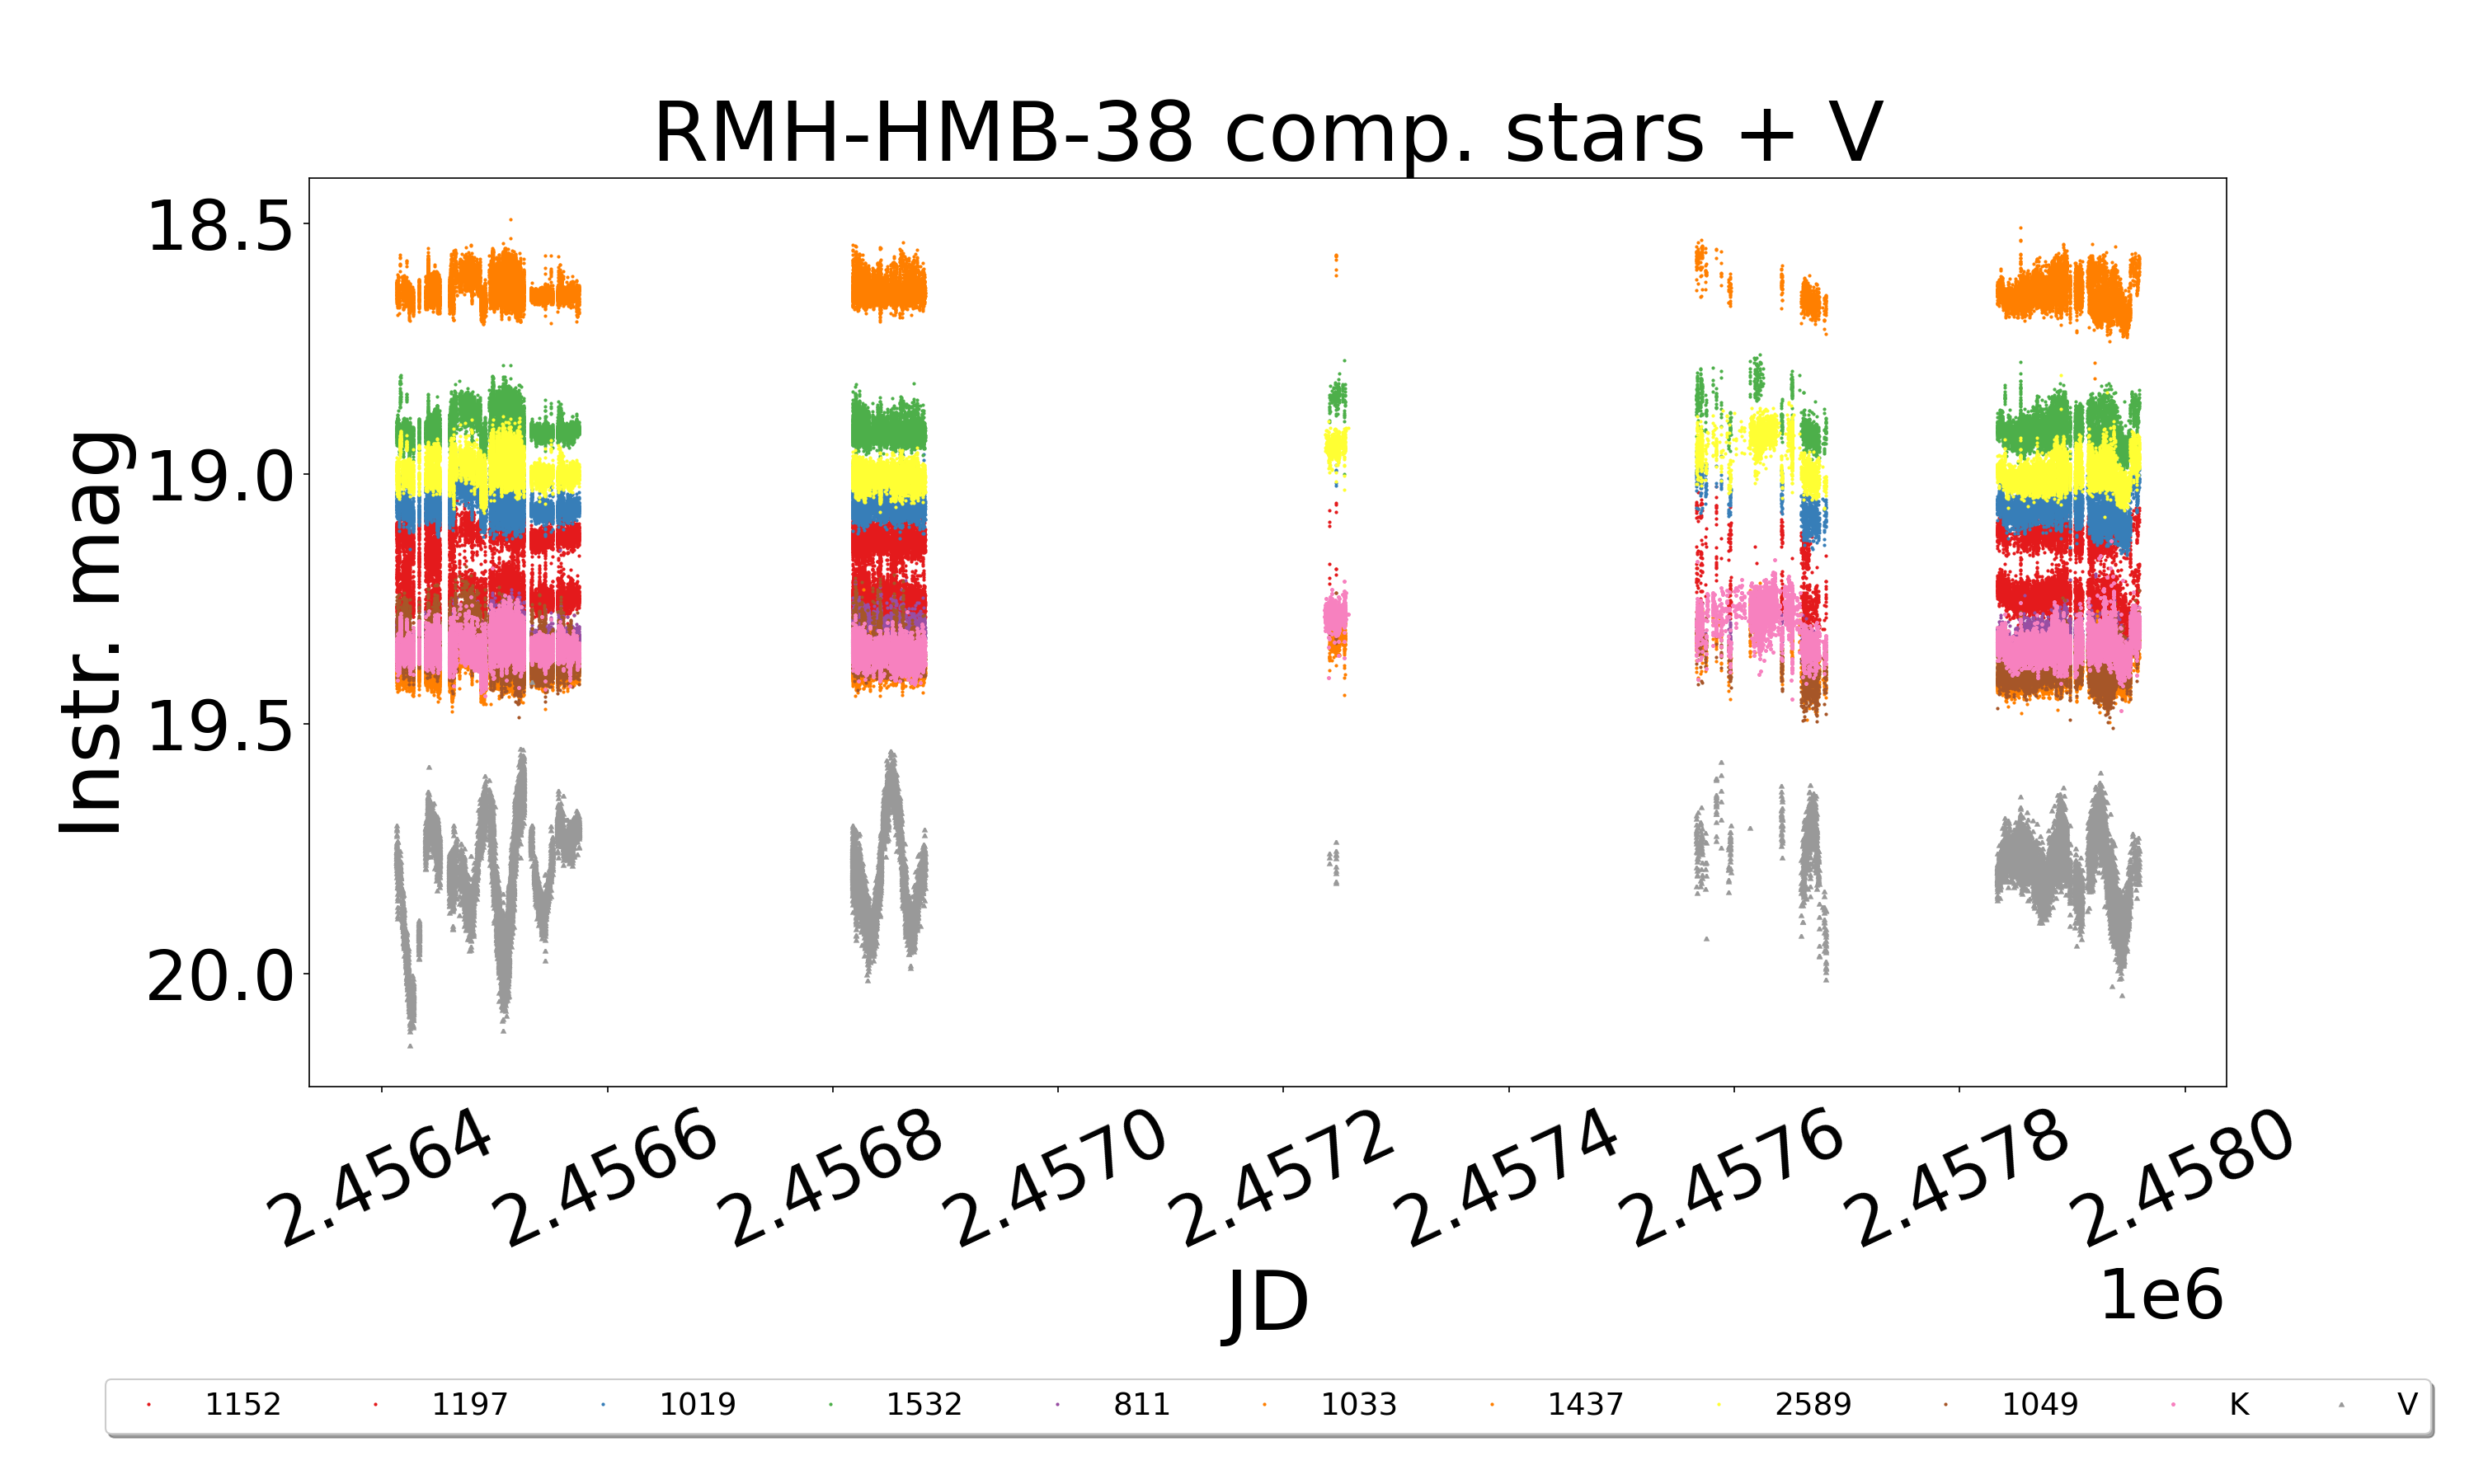 RMH-HMB-38 comp. stars + V
Instr. mag
18.5
19.0
19.5
20.0
2.4564 2.4566 2.4568 2.4570 2.4572 2.4574 2.4576 2.4578 2.4580
JD
1e6
1152 1197 1019 1532 811 1033 1437 2589 1049 K V